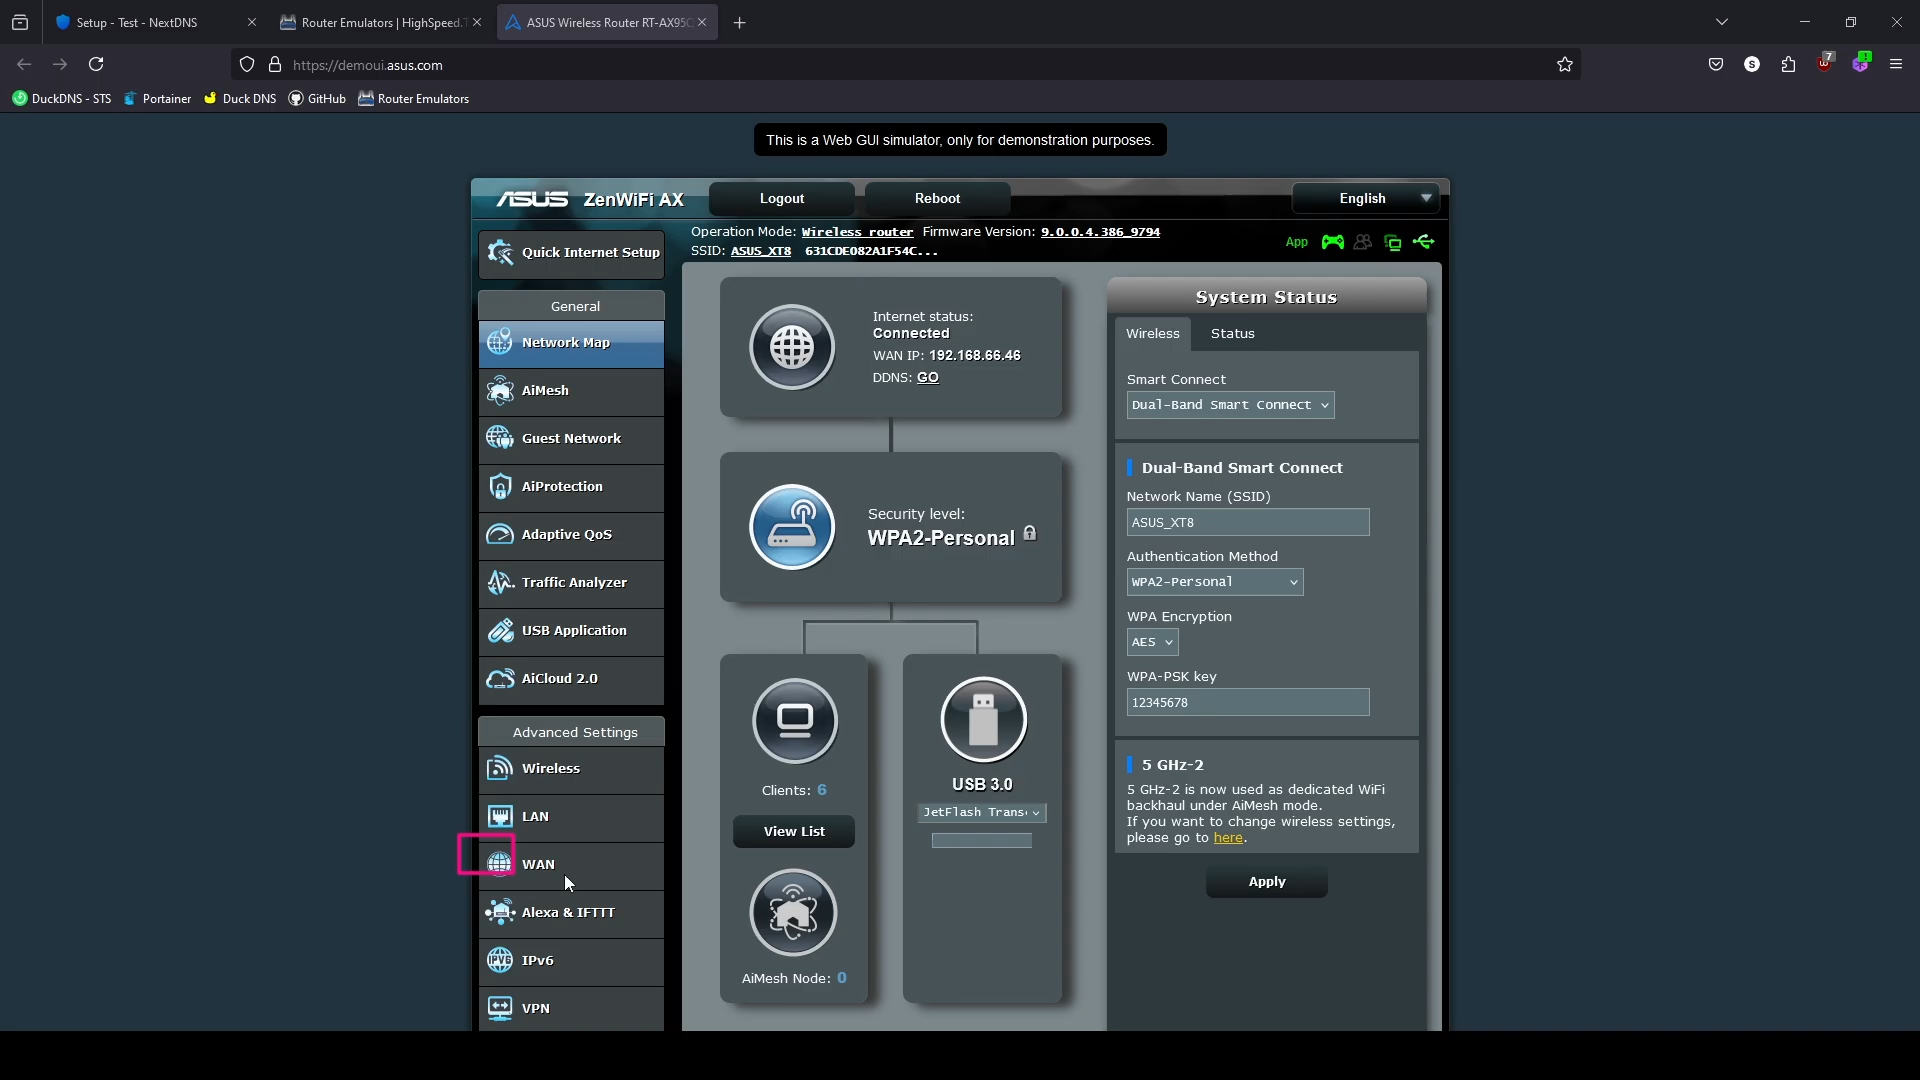 Setup - Test - NextDNS
Router Emulators | HighSpeed.T
ASUS Wireless Router RT-AX95Q
https://demoui.asus.com
S
7
1
DuckDNS - STS
Portainer
Duck DNS
GitHub
Router Emulators
This is a Web GUI simulator, only for demonstration purposes.
ASUS ZenWiFi AX
Logout
Reboot
English
Operation Mode: Wireless router Firmware Version: 9.0.0.4.386_9794
SSID: ASUS_XT8 631CDE082A1F54C...
App
Quick Internet Setup
General
Network Map
AiMesh
Guest Network
AiProtection
Adaptive QoS
Traffic Analyzer
USB Application
AiCloud 2.0
Advanced Settings
Wireless
LAN
WAN
Alexa & IFTTT
IPV6
IPv6
VPN
Internet status:
Connected
WAN IP: 192.168.66.46
DDNS: GO
Security level:
WPA2-Personal
Clients: 6
View List
AiMesh Node: 0
USB 3.0
JetFlash Trans
System Status
Wireless
Status
Smart Connect
Dual-Band Smart Connect
Dual-Band Smart Connect
Network Name (SSID)
ASUS_XT8
Authentication Method
WPA2-Personal
WPA Encryption
AES
WPA-PSK key
12345678
5 GHz-2
5 GHz-2 is now used as dedicated WiFi
backhaul under AiMesh mode.
If you want to change wireless settings,
please go to here.
Apply